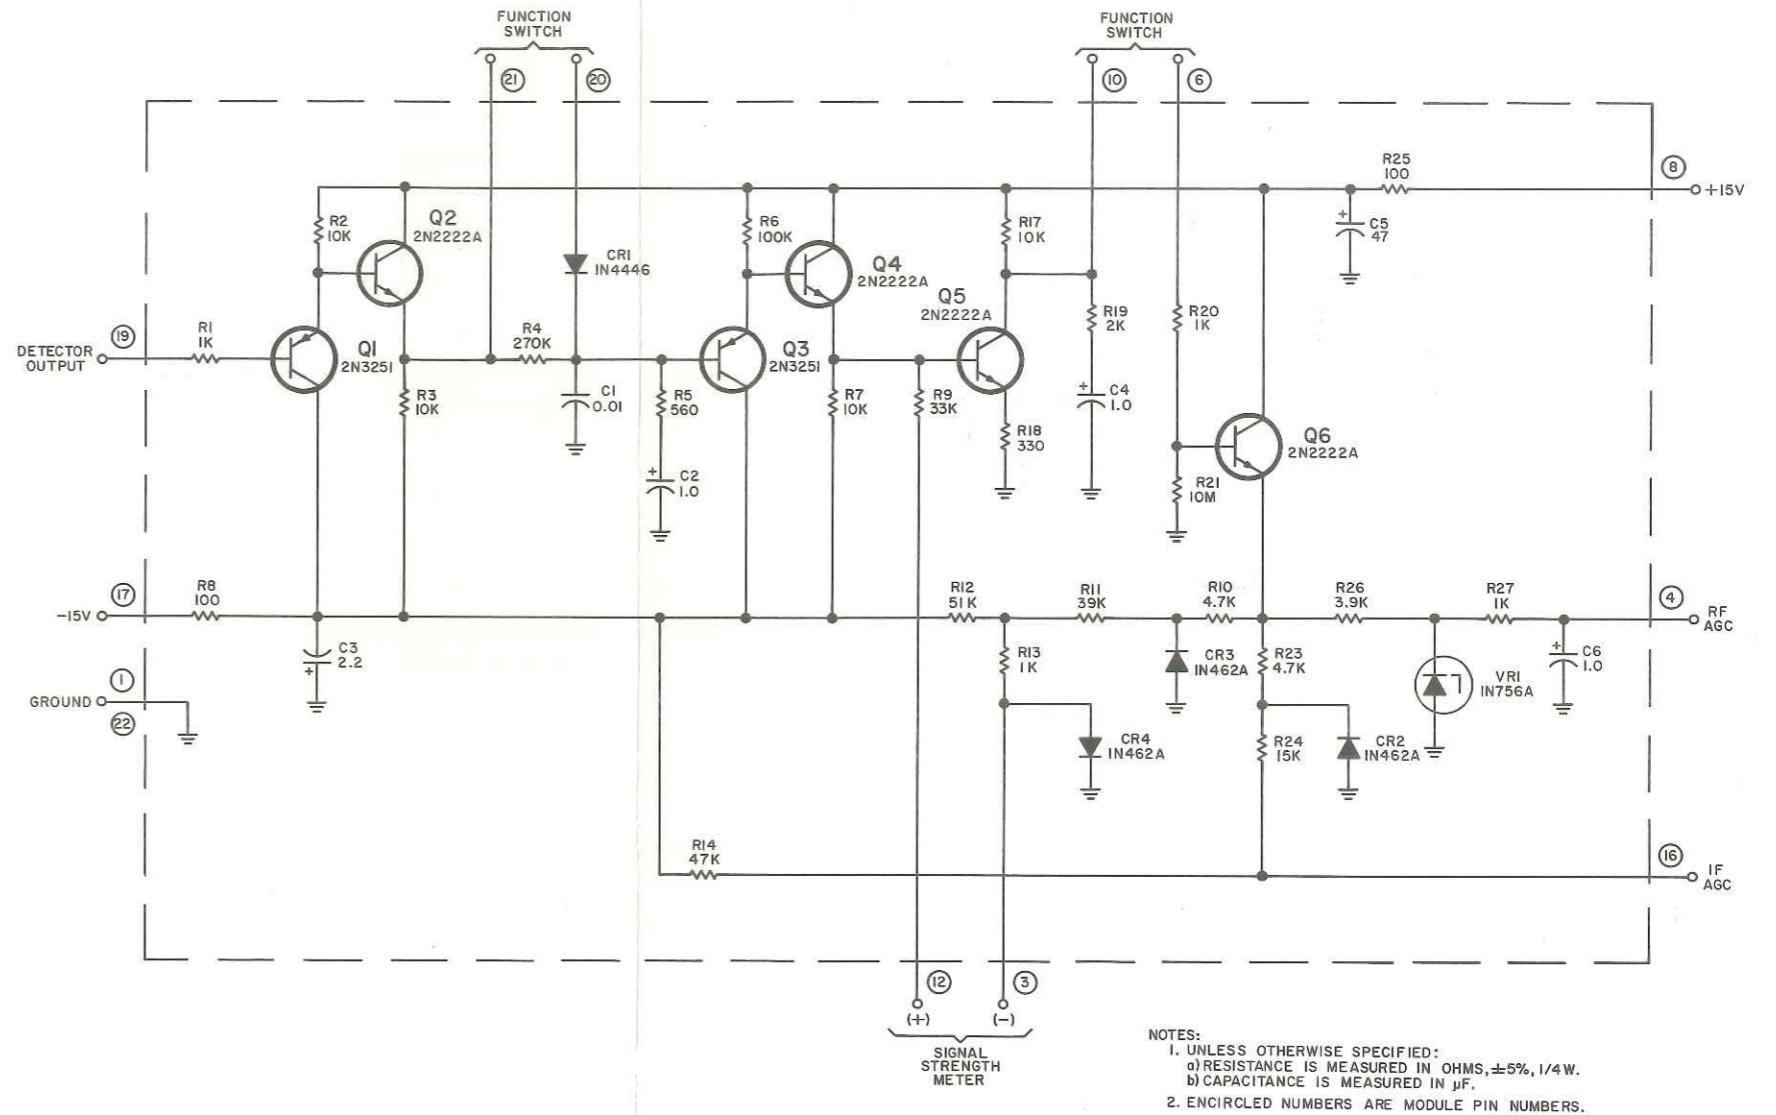 FUNCTION
SWITCH
21
20
FUNCTION
SWITCH
10
6
R25
100
8
+15V
+
C5
47
R2
10K
Q2
2N2222A
CR1
1N4446
R6
100K
Q4
2N2222A
R17
10K
Q5
2N2222A
R19
2K
R20
1K
19
DETECTOR
OUTPUT
R1
1K
Q1
2N3251
R4
270K
Q3
2N3251
R3
10K
C1
0.01
R5
560
R7
10K
R9
33K
+
C4
1.0
R18
330
Q6
2N2222A
+
C2
1.0
R21
10M
17
-15V
R8
100
R12
51K
R11
39K
R10
4.7K
R26
3.9K
R27
1K
4
RF
AGC
C3
2.2
+
R13
1K
CR3
1N462A
R23
4.7K
VR1
1N756A
+
C6
1.0
1
GROUND
22
CR4
1N462A
R24
15K
CR2
1N462A
R14
47K
16
IF
AGC
12
3
(+)
(-)
SIGNAL
STRENGTH
METER
NOTES:
1. UNLESS OTHERWISE SPECIFIED:
a) RESISTANCE IS MEASURED IN OHMS, ±5%, 1/4 W.
b) CAPACITANCE IS MEASURED IN µF.
2. ENCIRCLED NUMBERS ARE MODULE PIN NUMBERS.